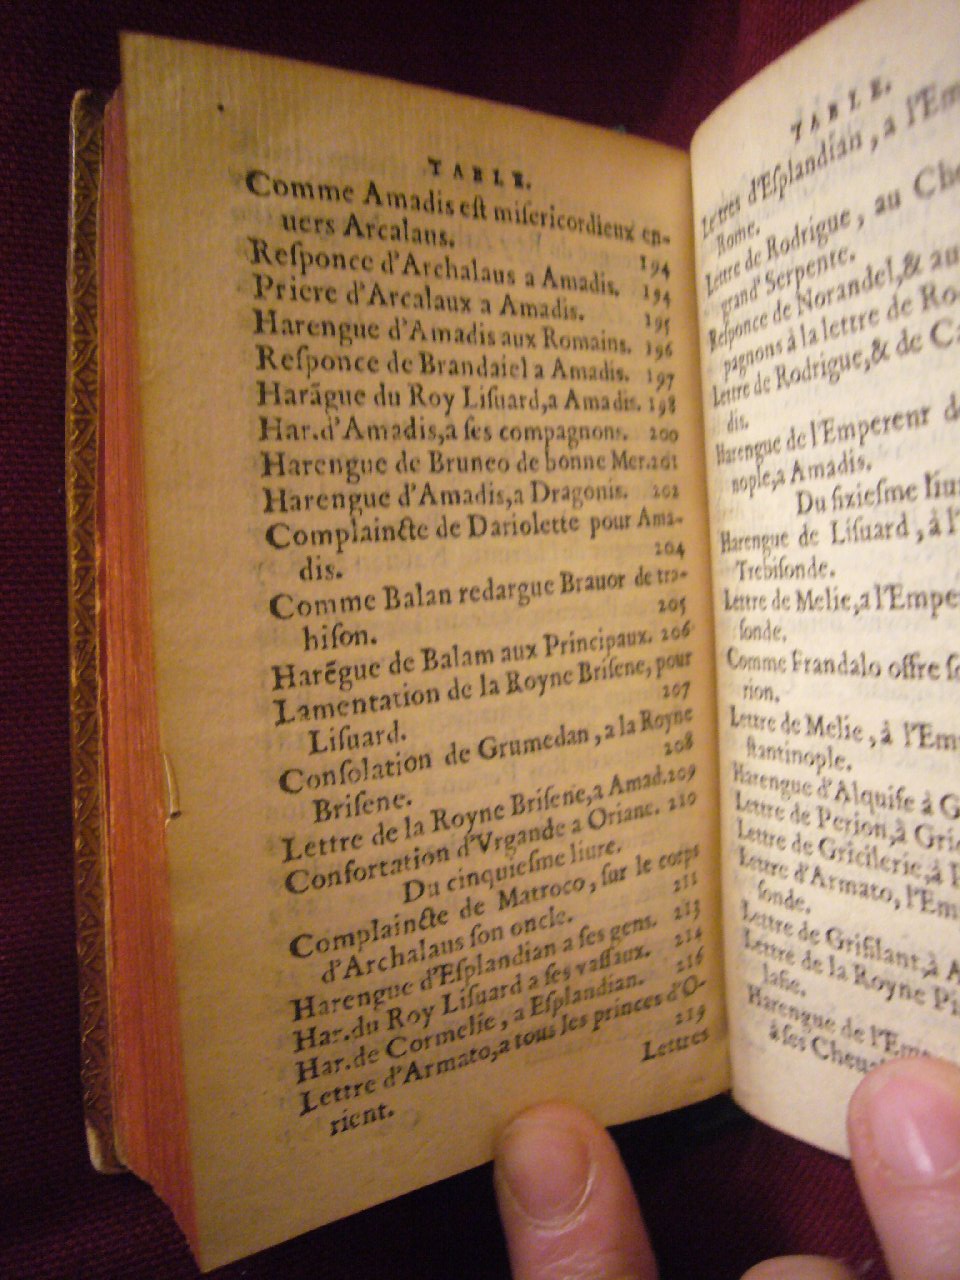 TABLE.
Comme Amadis est miſericordieux en-
uers Arcalaus. 194
Reſponce d'Archalaus a Amadis. 194
Priere d'Arcalaux a Amadis. 195
Harengue d'Amadis aux Romains. 196
Reſponce de Brandaiel a Amadis. 197
Harãgue du Roy Liſuard,a Amadis. 198
Har.d'Amadis,a ſes compagnons. 200
Harengue de Bruneo de bonne Mer.201
Harengue d'Amadis,a Dragonis. 202
Complaincte de Dariolette pour Ama-
dis. 204
Comme Balan redargue Brauor de tra-
hiſon. 205
Harẽgue de Balam aux Principaux. 206
Lamentation de la Royne Briſene, pour
Liſuard. 207
Conſolation de Grumedan, a la Royne
Briſene. 208
Lettre de la Royne Briſene,a Amad.209
Confortation d'Vrgande a Oriane. 210
Du cinquieſme liure.
Complaincte de Matroco, ſur le corps
d'Archalaus ſon oncle. 211
Harengue d'Eſplandian a ſes gens. 213
Har.du Roy Liſuard a ſes vaſſaux. 214
Har.de Cormelie, a Eſplandian. 216
Lettre d'Armato,a tous les princes d'O-
rient. 219
Lettres
TABLE.
Lettres d'Eſplandian, a l'Em
Rome.
Lettre de Rodrigue, au Che
grand' Serpente.
Reſponce de Norandel,& au
pagnons à la lettre de Ro
Lettre de Rodrigue,& de Ca
dis.
Harengue de l'Emperenr d
nople,a Amadis.
Du ſixieſme liu
Harengue de Liſuard, à l'
Trebiſonde.
Lettre de Melie,a l'Empe
ſonde.
Comme Frandalo offre ſ
rion.
Lettre de Melie, à l'Em
ſtantinople.
Harengue d'Alquife à G
Lettre de Perion,à Gri
Lettre de Gricilerie,à
Lettre d'Armato, l'Em
ſonde.
Lettre de Griſilant,à A
Lettre de la Royne Pi
laſie.
Harengue de l'Em
à ſes Cheua